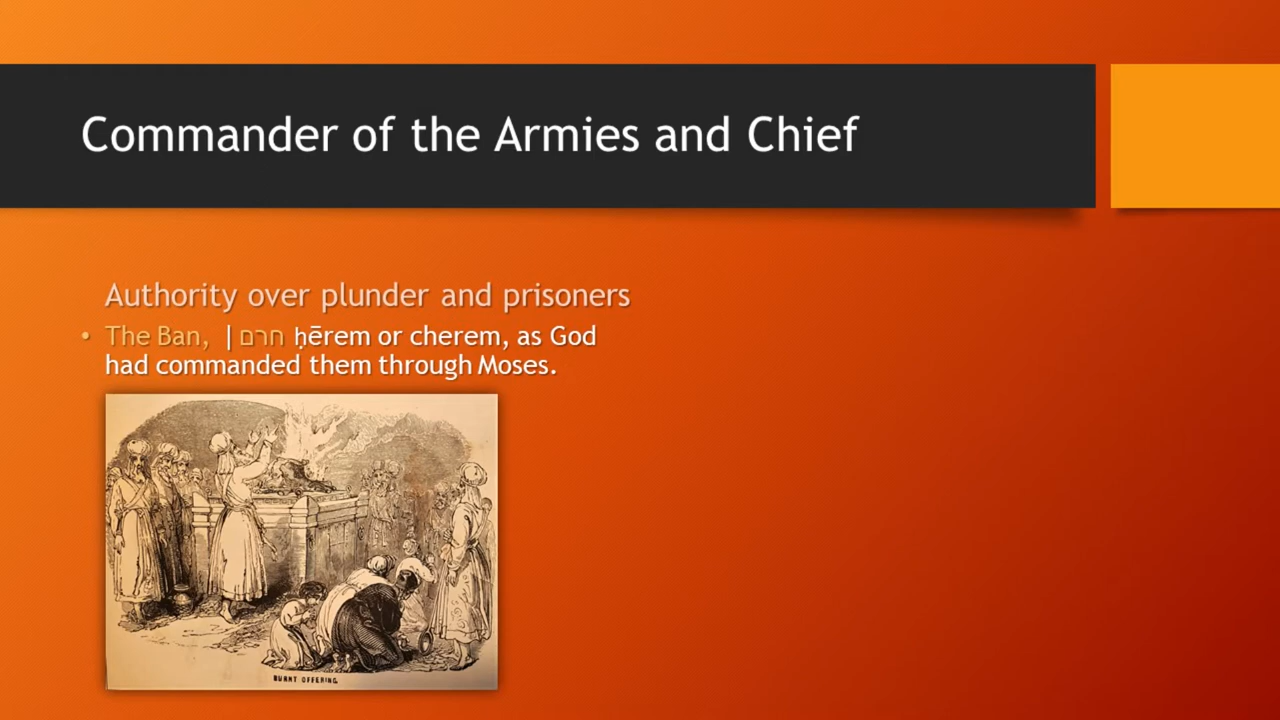 Commander of the Armies and Chief
Authority over plunder and prisoners
• The Ban, | חרם ḥērem or cherem, as God
had commanded them through Moses.
BURNT OFFERING.